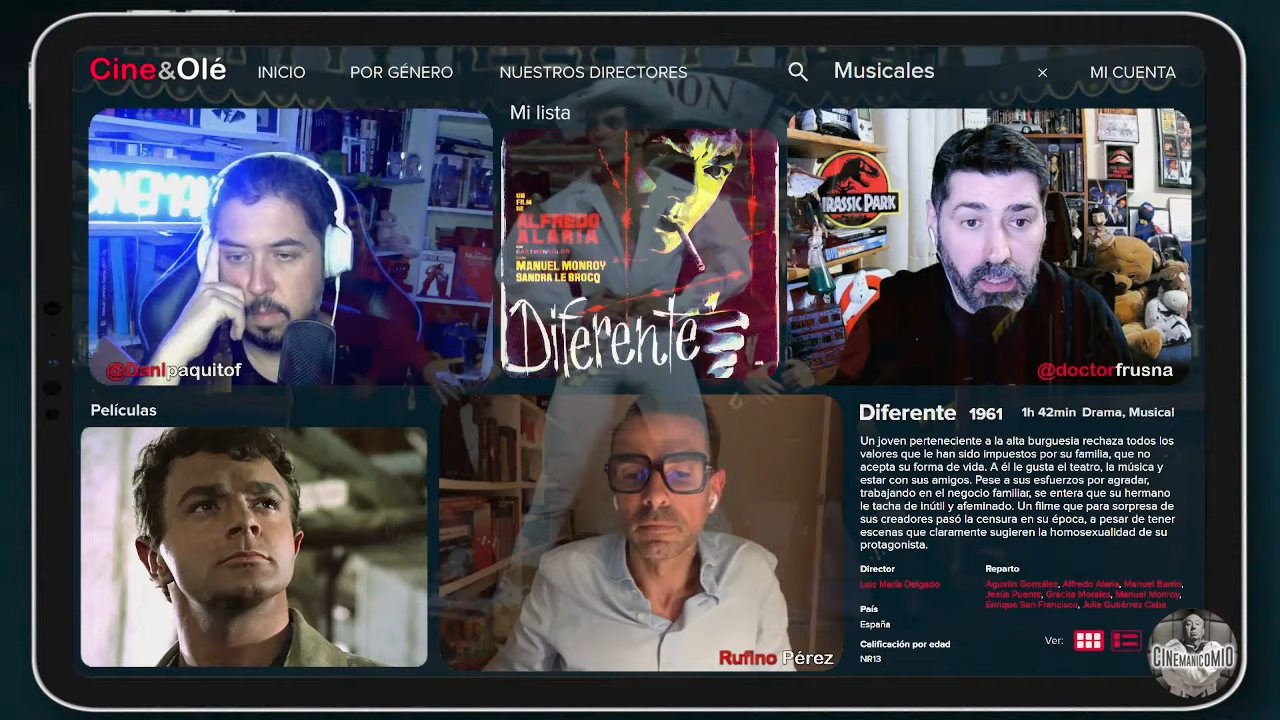 Cine&Olé
INICIO
POR GÉNERO
NUESTROS DIRECTORES
Musicales
×
MI CUENTA
Mi lista
KINEMAN
UN
FILM
DE
ALFREDO
ALARIA
EASTMANCOLOR
MANUEL MONROY
SANDRA LE BROCQ
Diferente
JURASSIC PARK
@Danipaquitof
@doctorfrusna
Películas
Rufino Pérez
Diferente 1961 1h 42min Drama, Musical
Un joven perteneciente a la alta burguesia rechaza todos los
valores que le han sido impuestos por su familia, que no
acepta su forma de vida. A él le gusta el teatro, la música y
estar con sus amigos. Pese a sus esfuerzos por agradar,
trabajando en el negocio familiar, se entera que su hermano
le tacha de inútil y afeminado. Un filme que para sorpresa de
sus creadores pasó la censura en su época, a pesar de tener
escenas que claramente sugieren la homosexualidad de su
protagonista.
Director
Luis María Delgado
Reparto
Agustín González, Alfredo Alaria, Manuel Barrio,
Jesús Puente, Gracita Morales, Manuel Monroy,
Enrique San Francisco, Julia Gutiérrez Caba
País
España
Calificación por edad
NR13
Ver:
CINEMANICOMIO